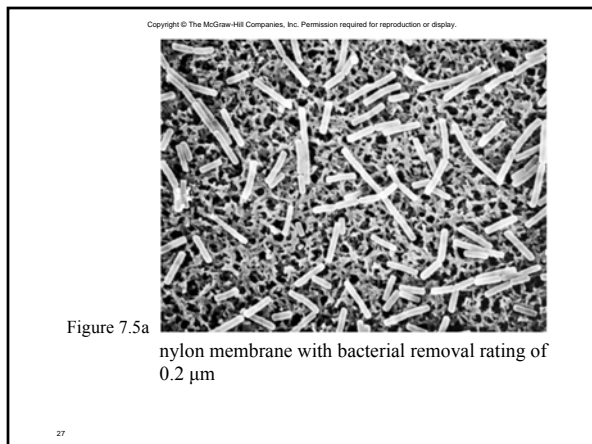 Copyright © The McGraw-Hill Companies, Inc. Permission required for reproduction or display.
Figure 7.5a
nylon membrane with bacterial removal rating of
0.2 µm
27